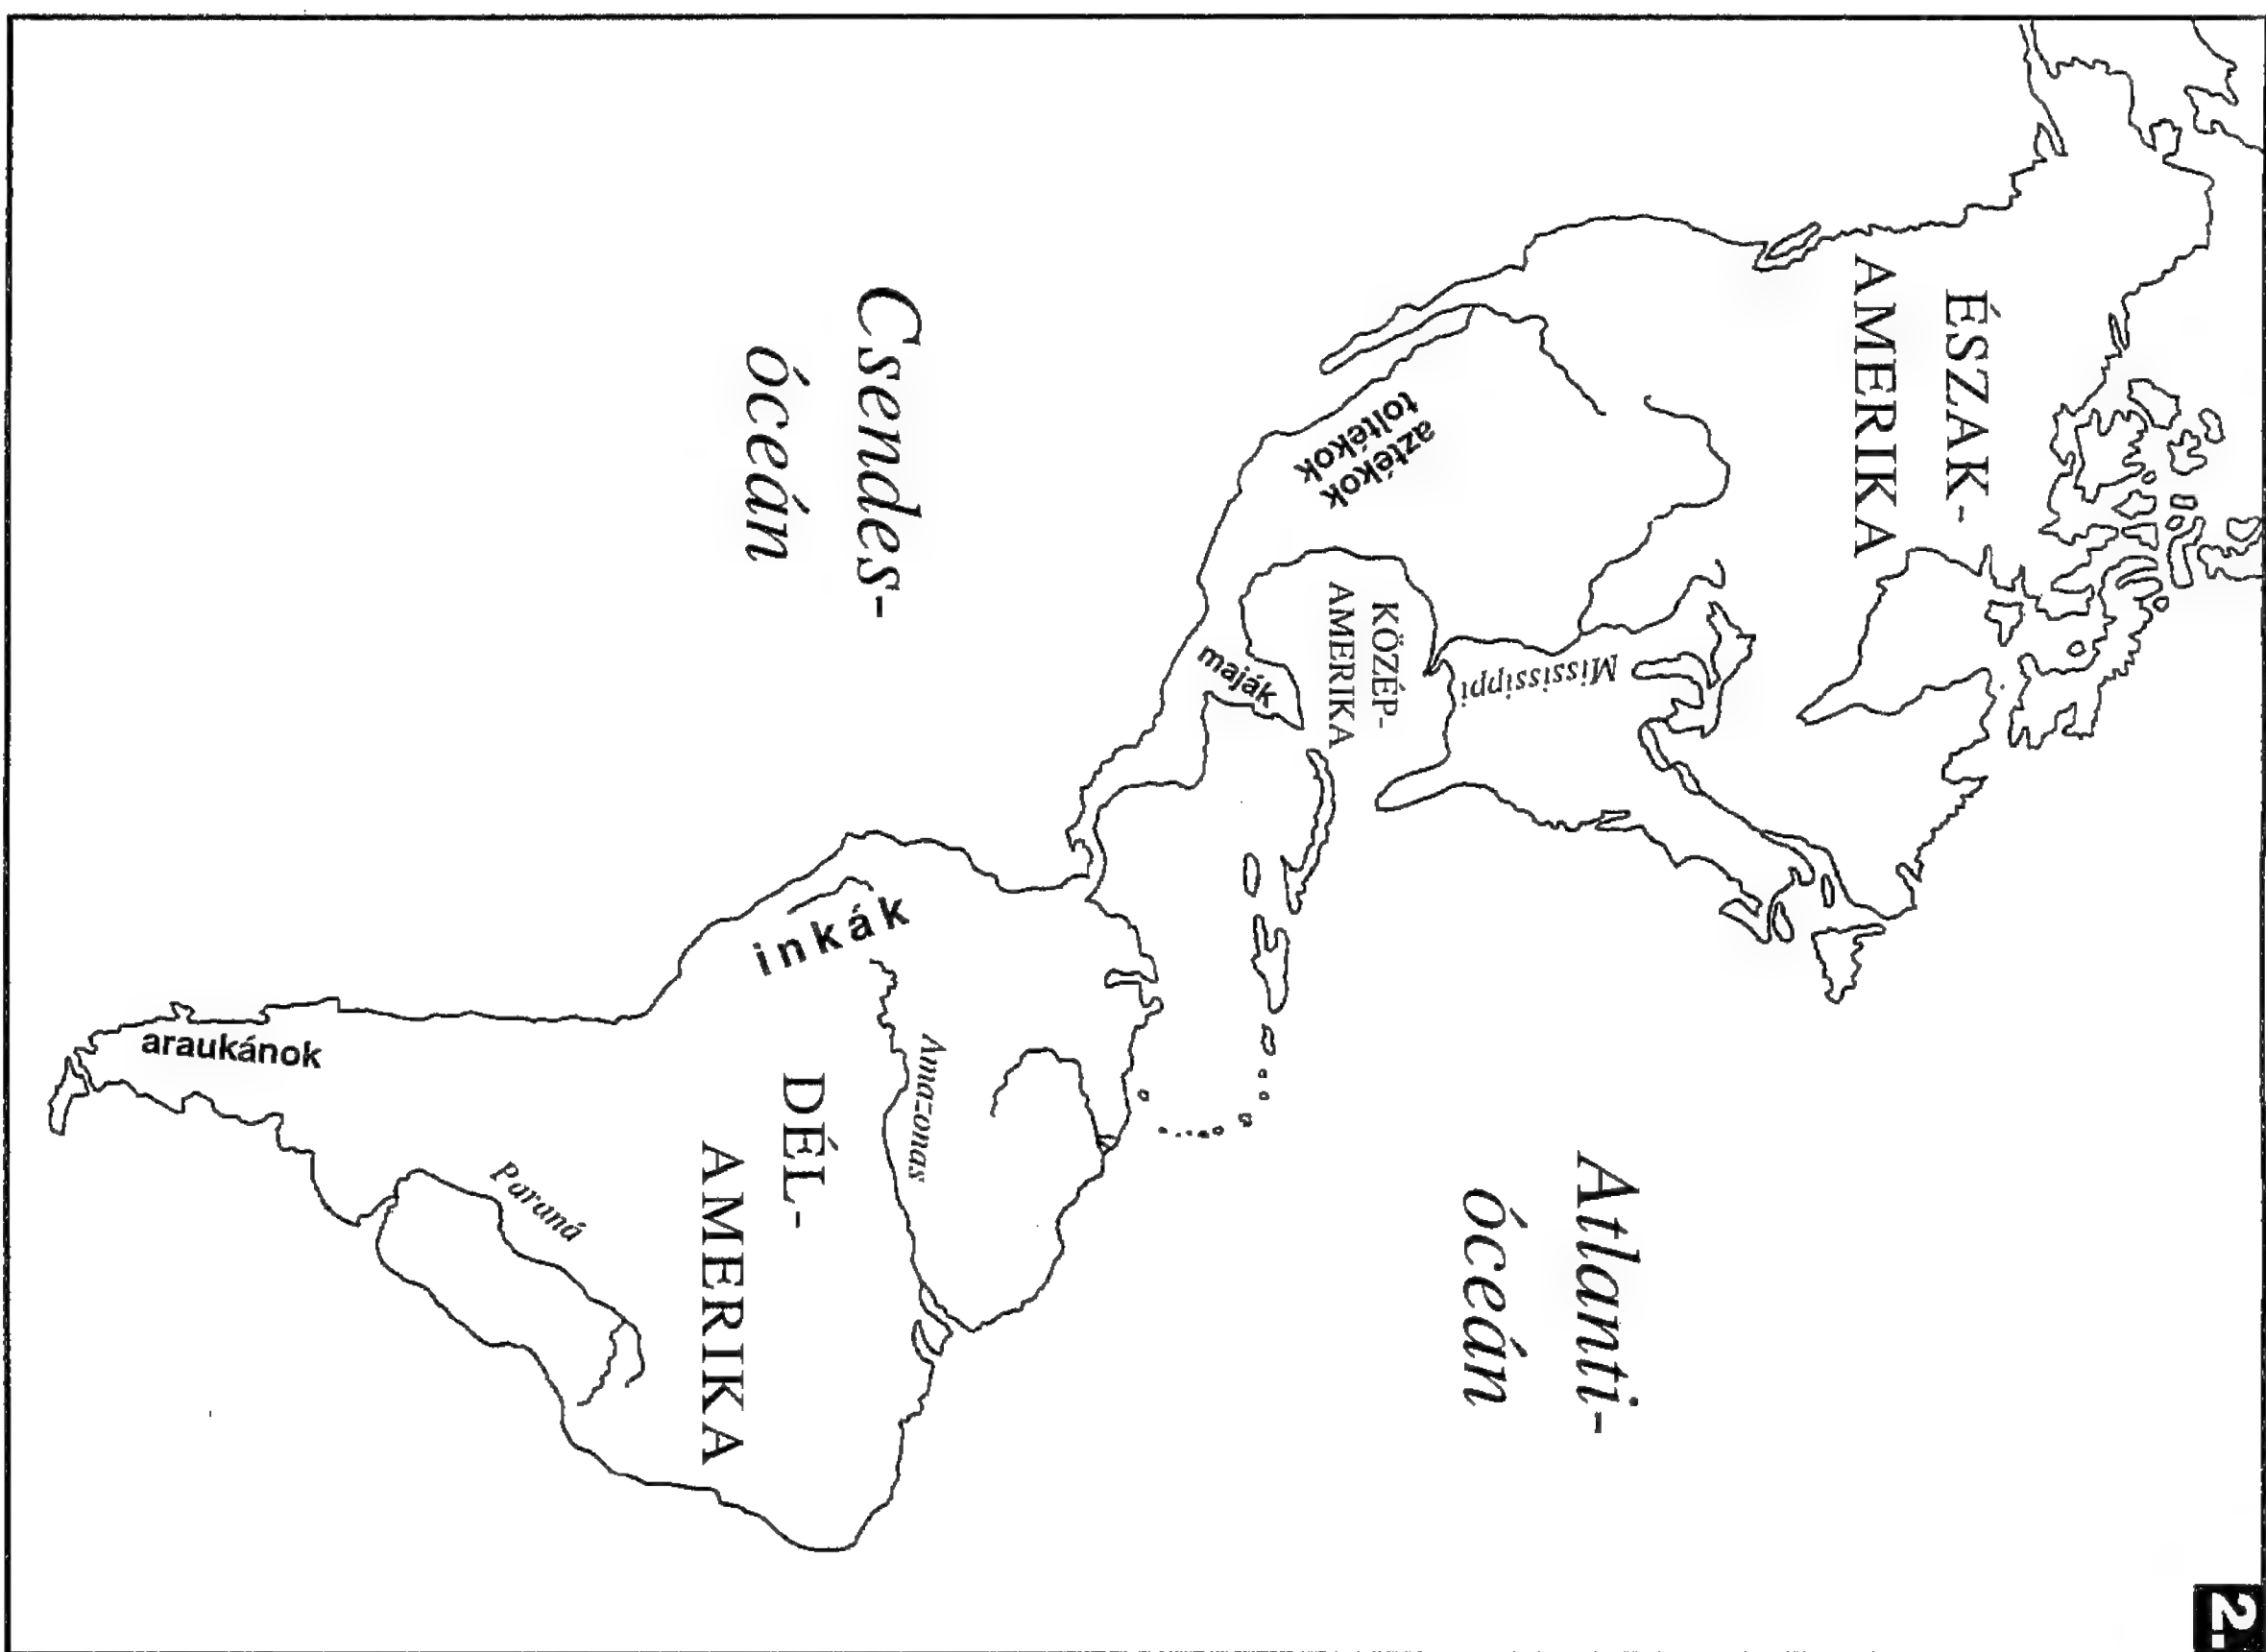 2.
ÉSZAK-
AMERIKA
Mississippi
aztékok
toltékok
KÖZÉP-
AMERIKA
maják
Csendes-
óceán
Atlanti-
óceán
inkák
Amazonas
DÉL-
AMERIKA
Paraná
araukánok